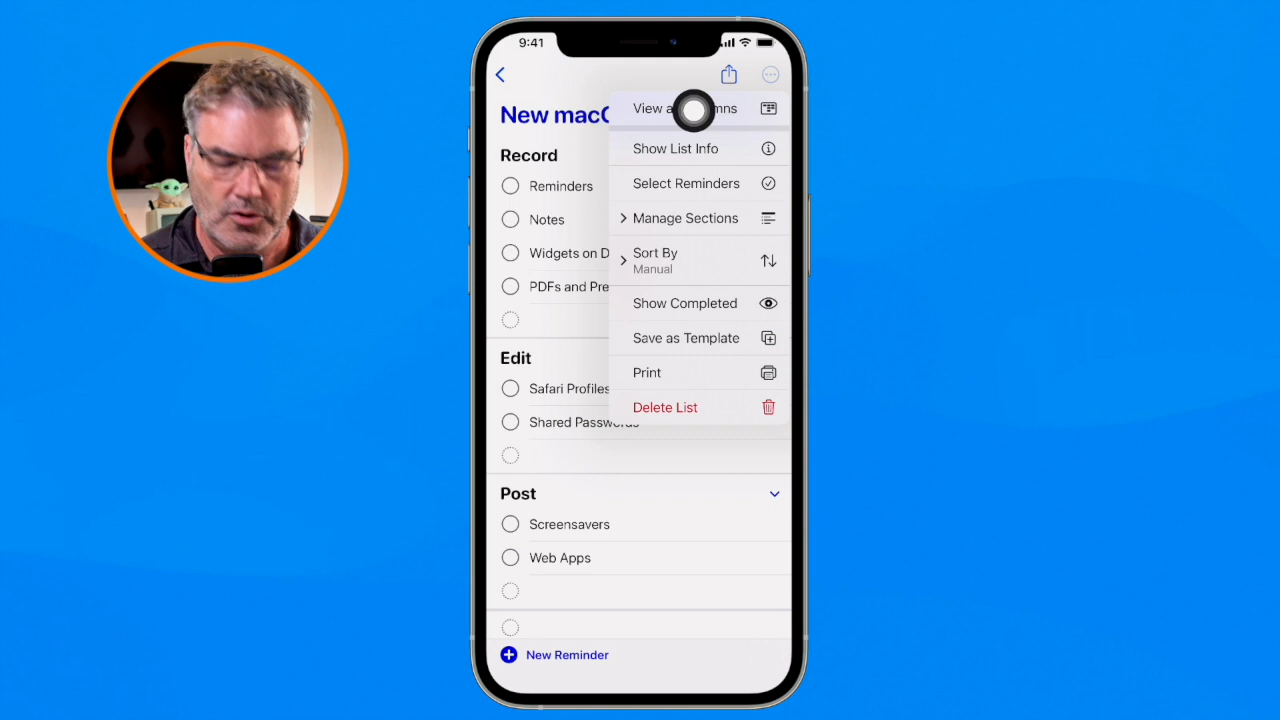 9:41
New mac
View a mns
Record
Show List Info
Reminders
Select Reminders
Notes
Manage Sections
Widgets on D
Sort By
Manual
PDFs and Pre
Show Completed
Save as Template
Edit
Print
Safari Profiles
Delete List
Shared Passwords
Post
Screensavers
Web Apps
New Reminder